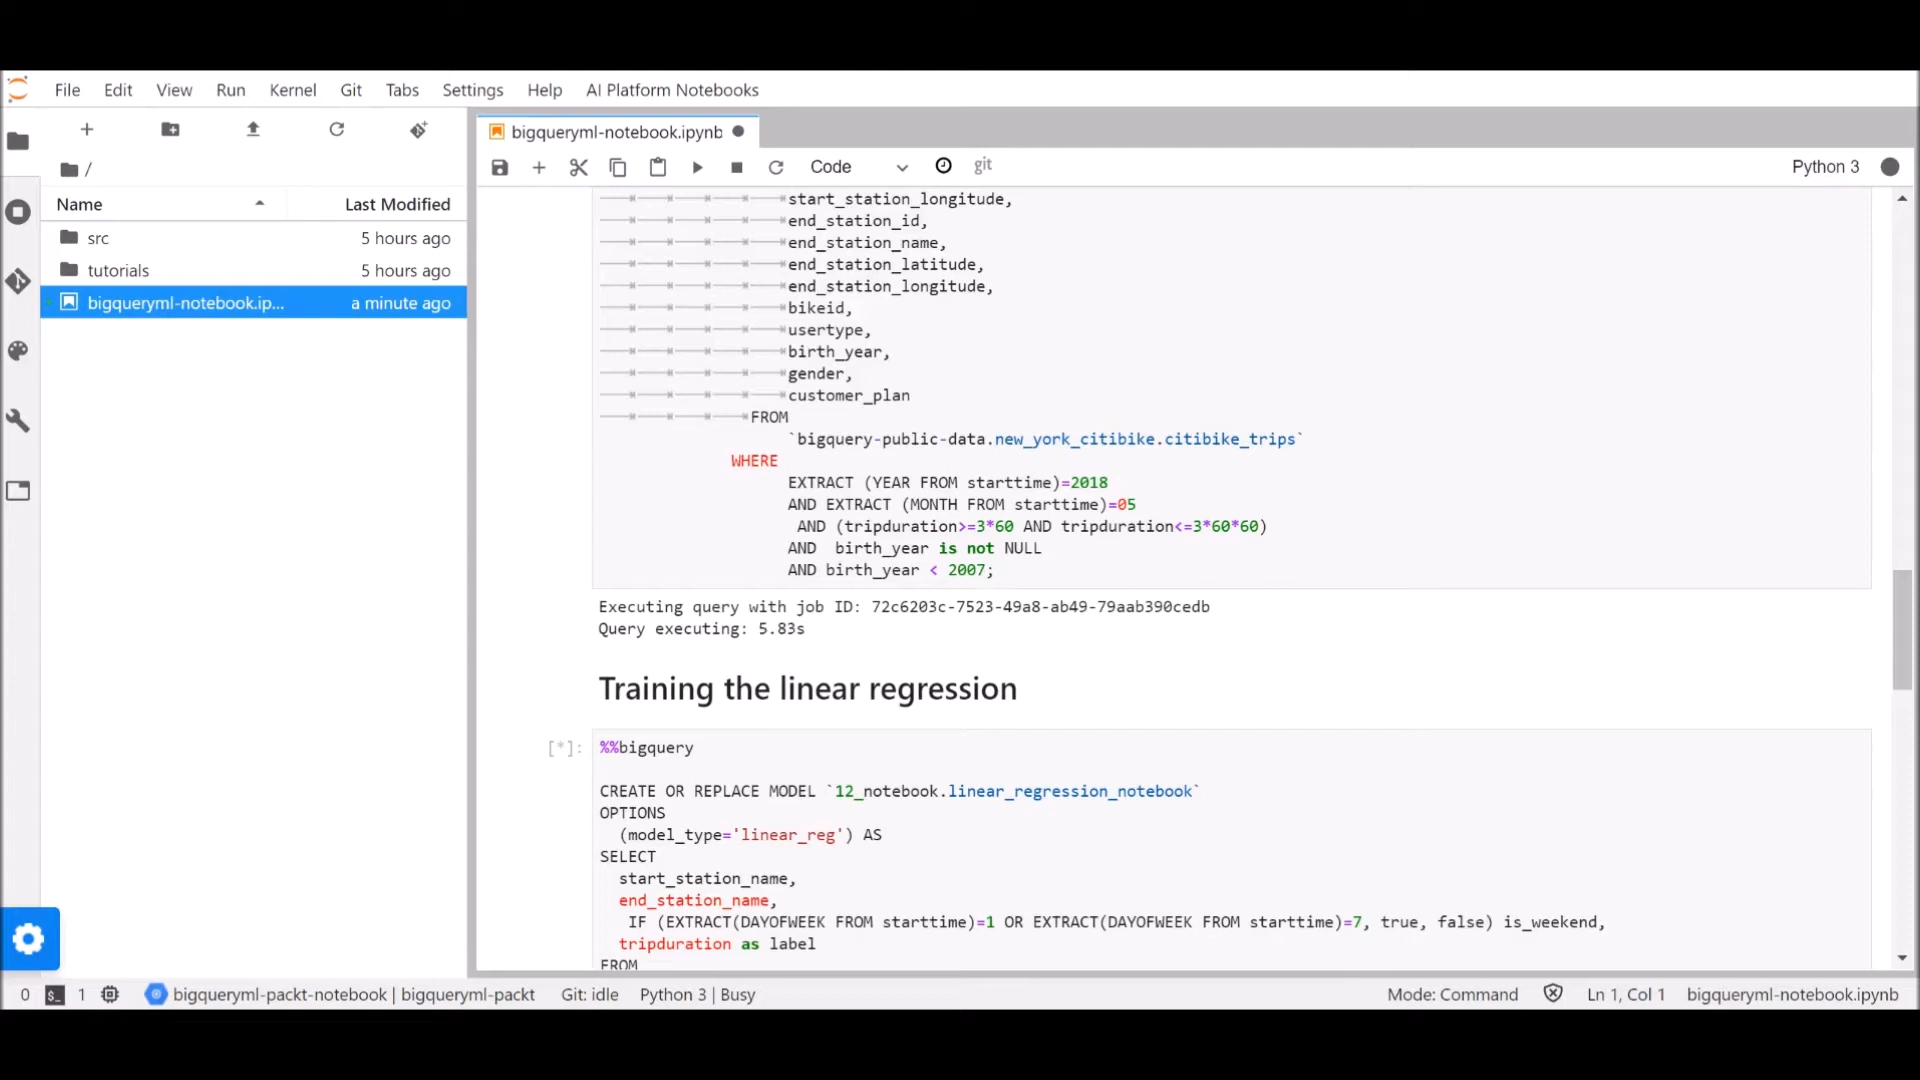 File Edit View Run Kernel Git Tabs Settings Help AI Platform Notebooks
bigqueryml-notebook.ipynb
/
Name Last Modified
src 5 hours ago
tutorials 5 hours ago
bigqueryml-notebook.ip... a minute ago
Code git Python 3
start_station_longitude,
end_station_id,
end_station_name,
end_station_latitude,
end_station_longitude,
bikeid,
usertype,
birth_year,
gender,
customer_plan
FROM
`bigquery-public-data.new_york_citibike.citibike_trips`
WHERE
EXTRACT (YEAR FROM starttime)=2018
AND EXTRACT (MONTH FROM starttime)=05
AND (tripduration>=3*60 AND tripduration<=3*60*60)
AND birth_year is not NULL
AND birth_year < 2007;
Executing query with job ID: 72c6203c-7523-49a8-ab49-79aab390cedb
Query executing: 5.83s
Training the linear regression
[*]: %%bigquery
CREATE OR REPLACE MODEL `12_notebook.linear_regression_notebook`
OPTIONS
(model_type='linear_reg') AS
SELECT
start_station_name,
end_station_name,
IF (EXTRACT(DAYOFWEEK FROM starttime)=1 OR EXTRACT(DAYOFWEEK FROM starttime)=7, true, false) is_weekend,
tripduration as label
FROM
0 $_ 1 bigqueryml-packt-notebook | bigqueryml-packt Git: idle Python 3 | Busy Mode: Command Ln 1, Col 1 bigqueryml-notebook.ipynb